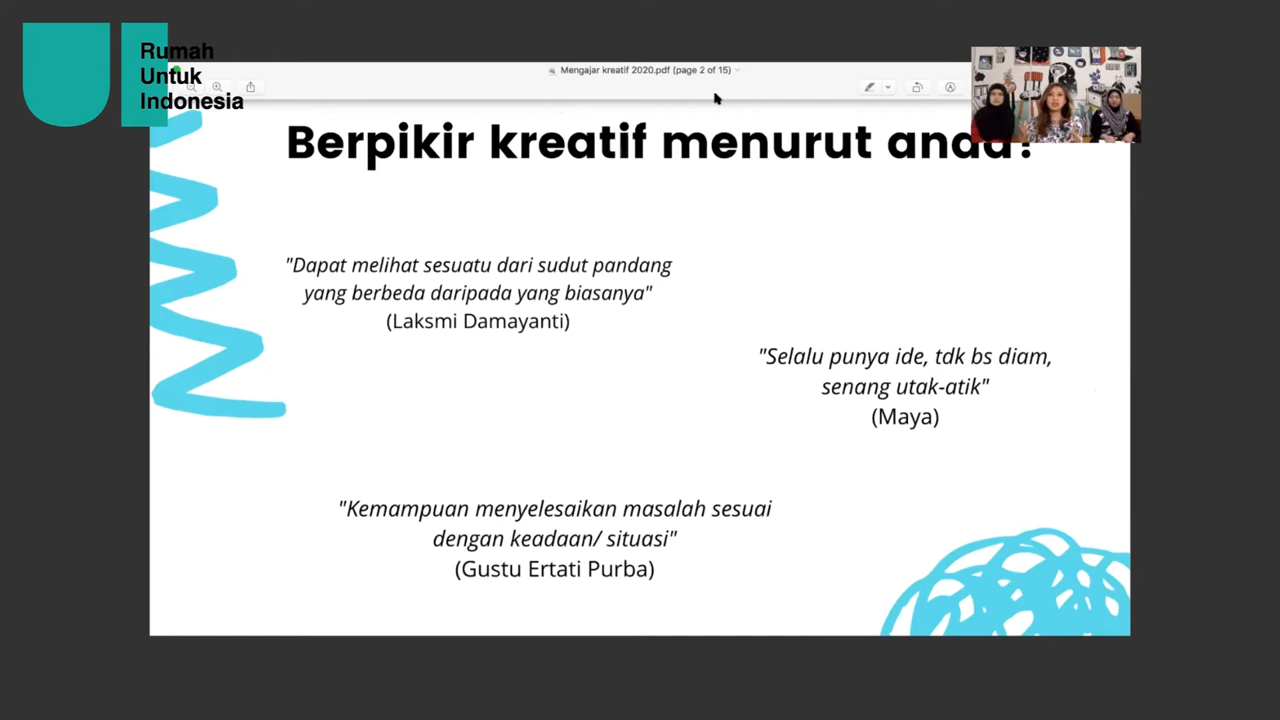 Rumah
Untuk
Indonesia
Mengajar kreatif 2020.pdf (page 2 of 15)
Berpikir kreatif menurut anda?
"Dapat melihat sesuatu dari sudut pandang
yang berbeda daripada yang biasanya"
(Laksmi Damayanti)
"Selalu punya ide, tdk bs diam,
senang utak-atik"
(Maya)
"Kemampuan menyelesaikan masalah sesuai
dengan keadaan/ situasi"
(Gustu Ertati Purba)